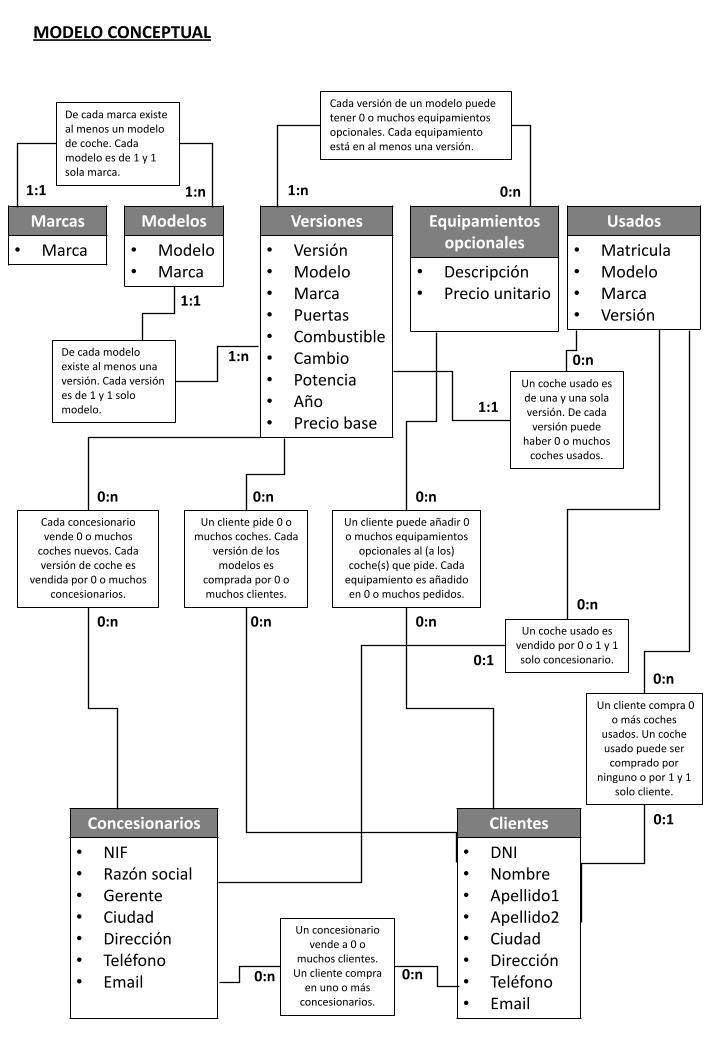 MODELO CONCEPTUAL
De cada marca existe
al menos un modelo
de coche. Cada
modelo es de 1 y 1
sola marca.
Cada versión de un modelo puede
tener 0 o muchos equipamientos
opcionales. Cada equipamiento
está en al menos una versión.
1:1
1:n
1:n
0:n
Marcas
• Marca
Modelos
• Modelo
• Marca
Versiones
• Versión
• Modelo
• Marca
• Puertas
• Combustible
• Cambio
• Potencia
• Año
• Precio base
Equipamientos
opcionales
• Descripción
• Precio unitario
Usados
• Matricula
• Modelo
• Marca
• Versión
1:1
De cada modelo
existe al menos una
versión. Cada versión
es de 1 y 1 solo
modelo.
1:n
0:n
Un coche usado es
de una y una sola
versión. De cada
versión puede
haber 0 o muchos
coches usados.
1:1
0:n
0:n
0:n
Cada concesionario
vende 0 o muchos
coches nuevos. Cada
versión de coche es
vendida por 0 o muchos
concesionarios.
Un cliente pide 0 o
muchos coches. Cada
versión de los
modelos es
comprada por 0 o
muchos clientes.
Un cliente puede añadir 0
o muchos equipamientos
opcionales al (a los)
coche(s) que pide. Cada
equipamiento es añadido
en 0 o muchos pedidos.
0:n
0:n
0:n
0:n
Un coche usado es
vendido por 0 o 1 y 1
solo concesionario.
0:1
0:n
Un cliente compra 0
o más coches
usados. Un coche
usado puede ser
comprado por
ninguno o por 1 y 1
solo cliente.
0:1
Concesionarios
• NIF
• Razón social
• Gerente
• Ciudad
• Dirección
• Teléfono
• Email
Clientes
• DNI
• Nombre
• Apellido1
• Apellido2
• Ciudad
• Dirección
• Teléfono
• Email
Un concesionario
vende a 0 o
muchos clientes.
Un cliente compra
en uno o más
concesionarios.
0:n
0:n